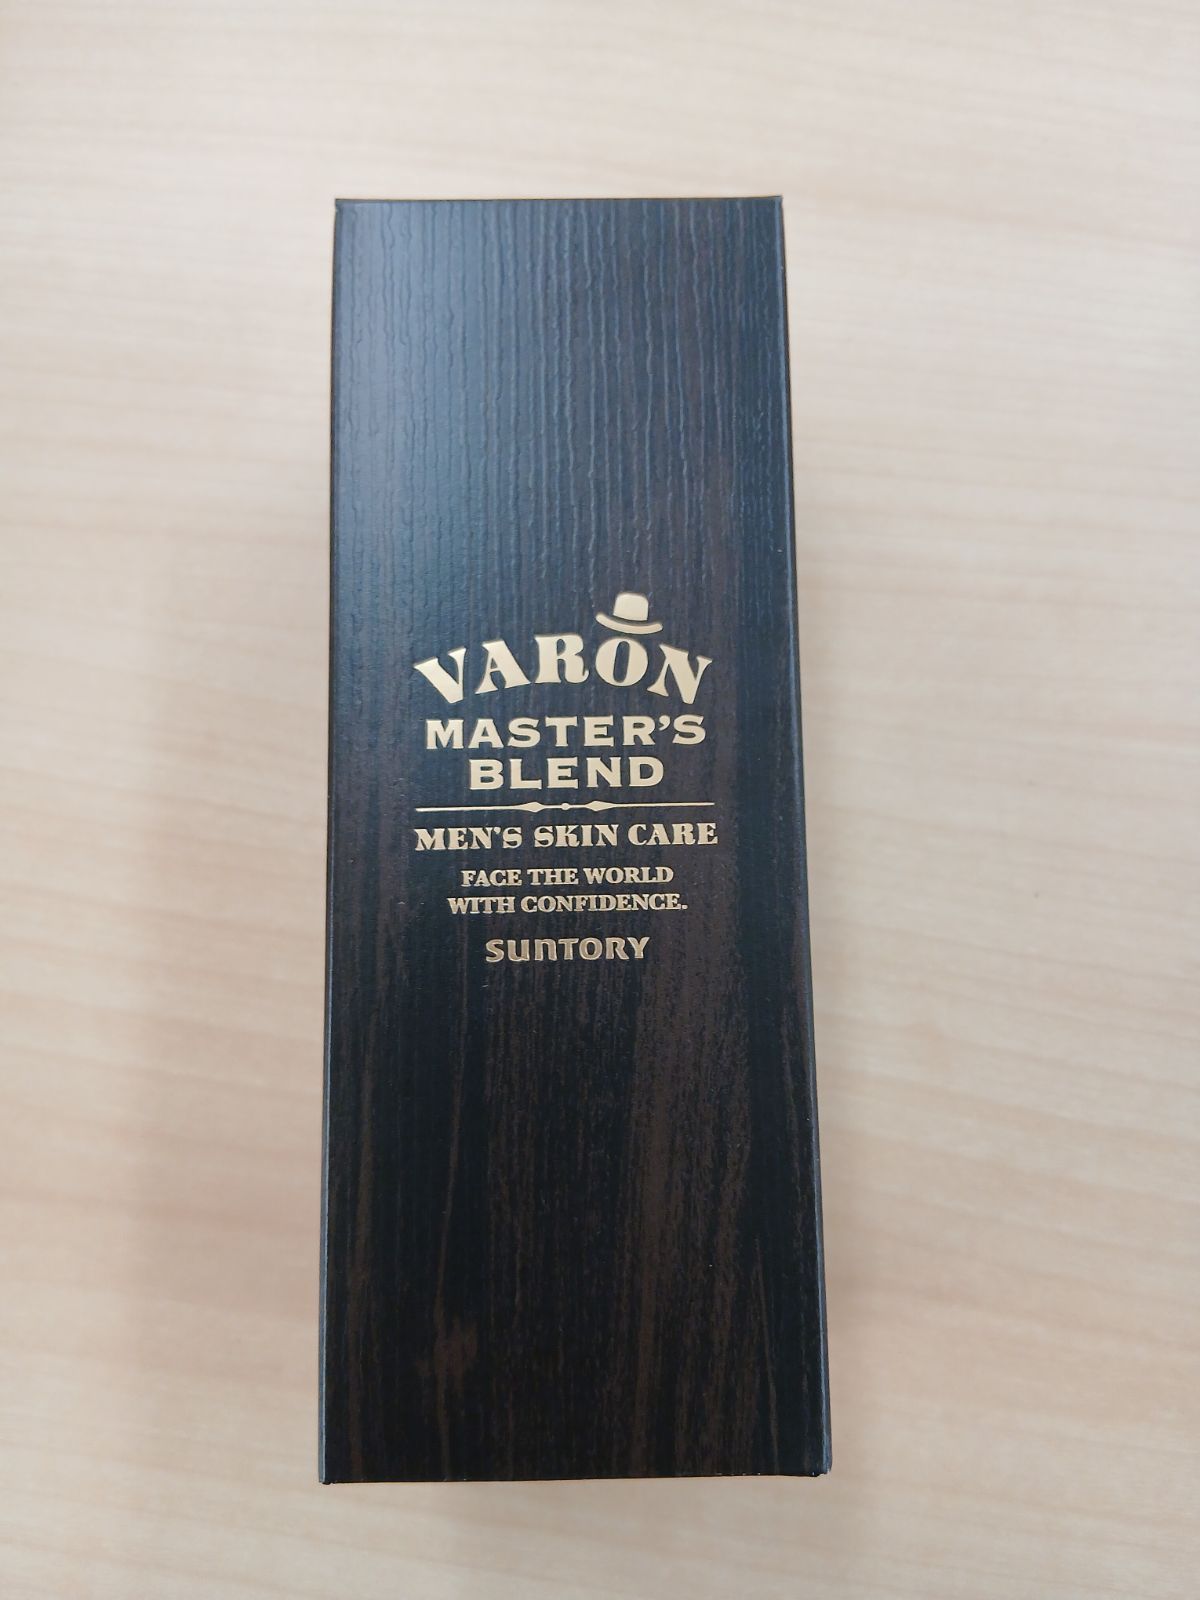 VARON
MASTER'S
BLEND
MEN'S SKIN CARE
FACE THE WORLD
WITH CONFIDENCE.
SUNTORY